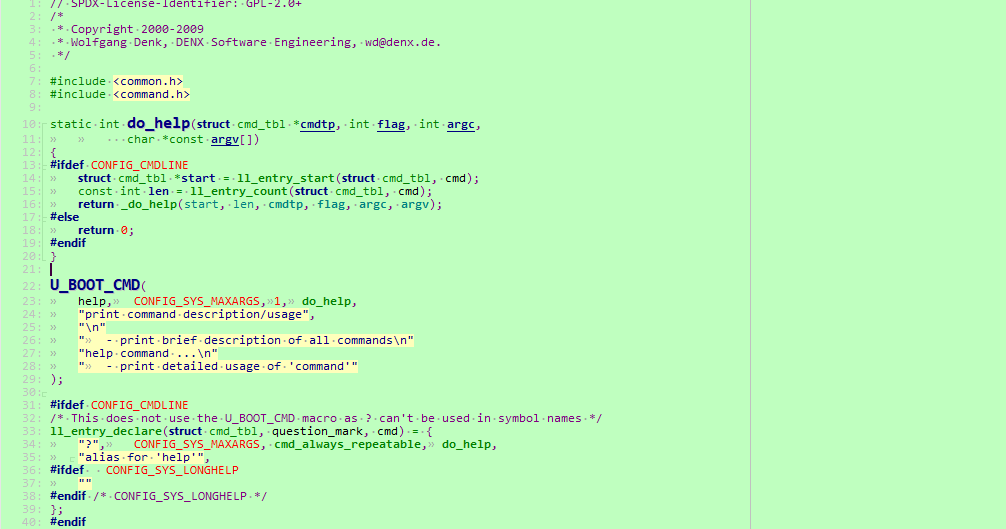 1: // SPDX-License-Identifier: GPL-2.0+
2: /*
3: * Copyright 2000-2009
4: * Wolfgang Denk, DENX Software Engineering, wd@denx.de.
5: */
6:
7: #include <common.h>
8: #include <command.h>
9:
10: static int do_help(struct cmd_tbl *cmdtp, int flag, int argc,
11: » » ···char *const argv[])
12: {
13: #ifdef CONFIG_CMDLINE
14: » struct cmd_tbl *start = ll_entry_start(struct cmd_tbl, cmd);
15: » const int len = ll_entry_count(struct cmd_tbl, cmd);
16: » return _do_help(start, len, cmdtp, flag, argc, argv);
17: #else
18: » return 0;
19: #endif
20: }
21:
22: U_BOOT_CMD(
23: » help,» CONFIG_SYS_MAXARGS,»1,» do_help,
24: » "print command description/usage",
25: » "\n"
26: » "» - print brief description of all commands\n"
27: » "help command ...\n"
28: » "» - print detailed usage of 'command'"
29: );
30:
31: #ifdef CONFIG_CMDLINE
32: /* This does not use the U_BOOT_CMD macro as ? can't be used in symbol names */
33: ll_entry_declare(struct cmd_tbl, question_mark, cmd) = {
34: » "?",» CONFIG_SYS_MAXARGS, cmd_always_repeatable,» do_help,
35: » "alias for 'help'",
36: #ifdef CONFIG_SYS_LONGHELP
37: » ""
38: #endif /* CONFIG_SYS_LONGHELP */
39: };
40: #endif